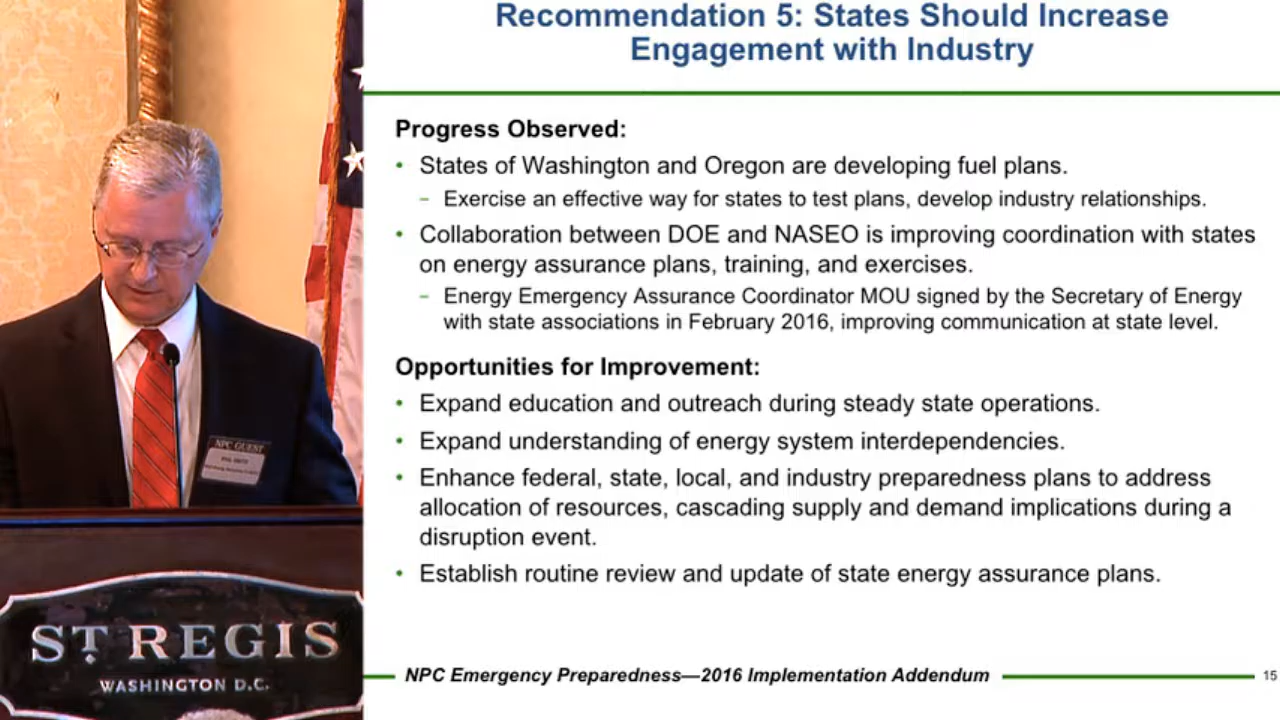 Recommendation 5: States Should Increase
Engagement with Industry
Progress Observed:
• States of Washington and Oregon are developing fuel plans.
– Exercise an effective way for states to test plans, develop industry relationships.
• Collaboration between DOE and NASEO is improving coordination with states
on energy assurance plans, training, and exercises.
– Energy Emergency Assurance Coordinator MOU signed by the Secretary of Energy
with state associations in February 2016, improving communication at state level.
Opportunities for Improvement:
• Expand education and outreach during steady state operations.
• Expand understanding of energy system interdependencies.
• Enhance federal, state, local, and industry preparedness plans to address
allocation of resources, cascading supply and demand implications during a
disruption event.
• Establish routine review and update of state energy assurance plans.
NPC Emergency Preparedness—2016 Implementation Addendum
15
NPC GUEST
ST. REGIS
WASHINGTON D.C.